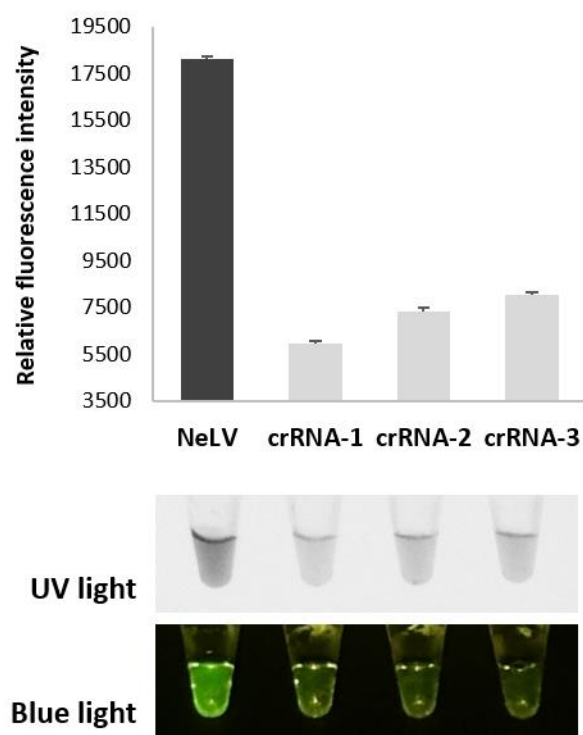 Relative fluorescence intensity
19500
17500
15500
13500
11500
9500
7500
5500
3500
NeLV crRNA-1 crRNA-2 crRNA-3
UV light
Blue light